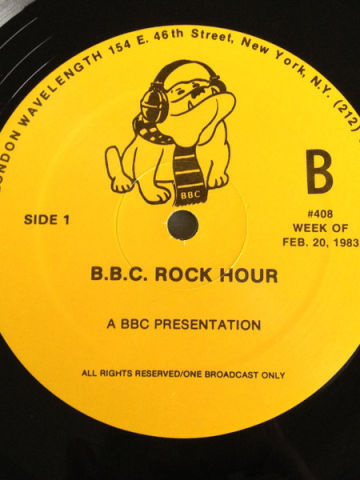 LONDON WAVELENGTH 154 E. 46th Street, New York, N.Y. (212)
BBC
B
SIDE 1
#408
WEEK OF
FEB. 20, 1983
B.B.C. ROCK HOUR
A BBC PRESENTATION
ALL RIGHTS RESERVED/ONE BROADCAST ONLY